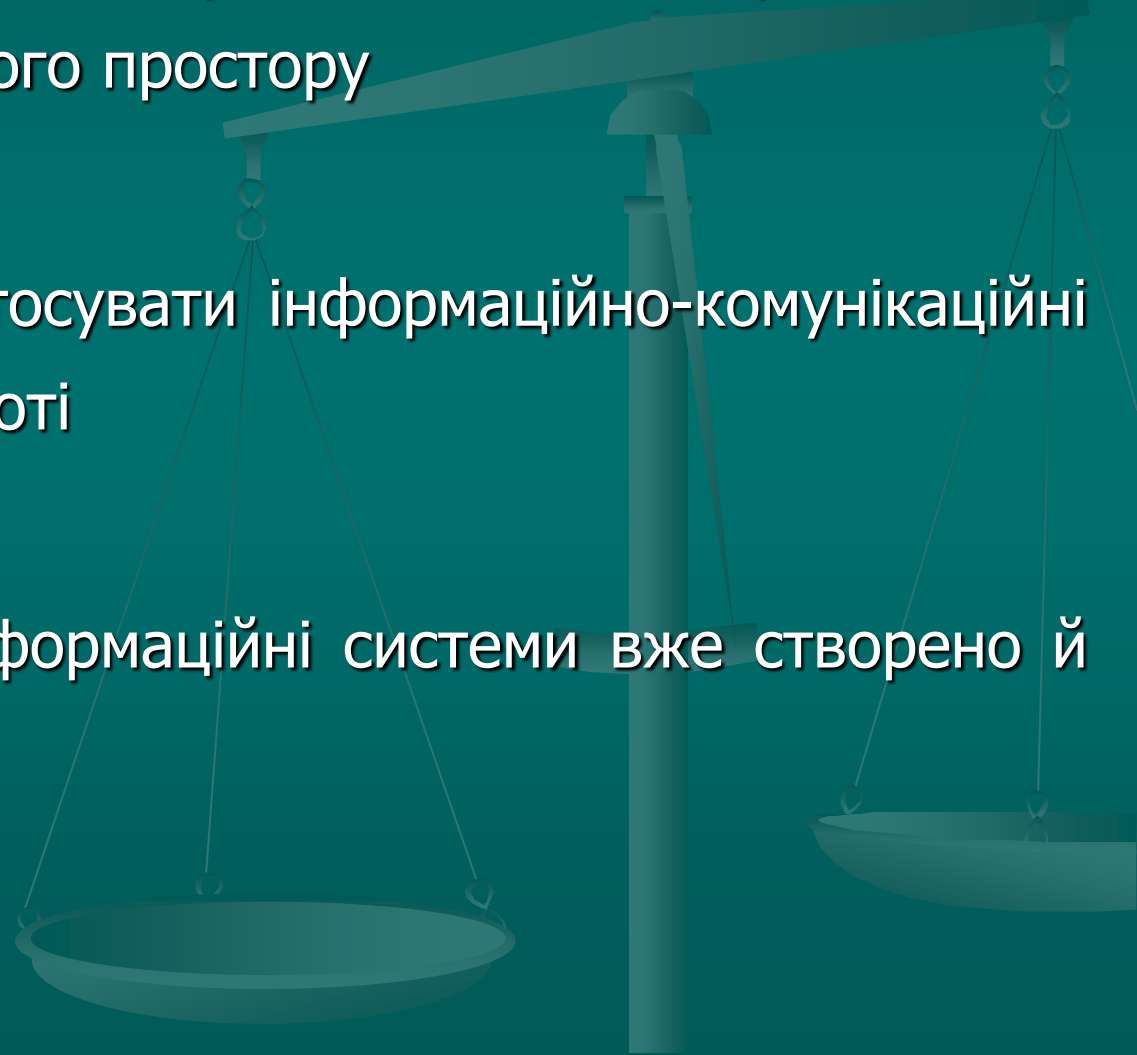 ого простору
тосувати інформаційно-комунікаційні
оті
формаційні системи вже створено й